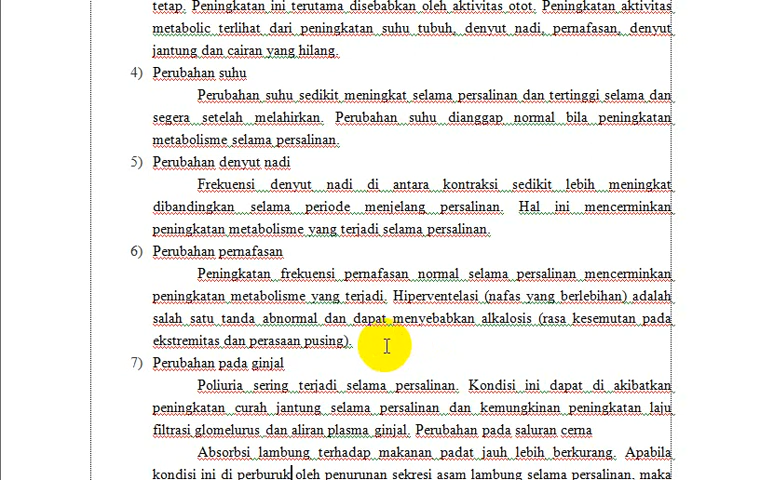 tetap. Peningkatan ini terutama disebabkan oleh aktivitas otot. Peningkatan aktivitas
metabolic terlihat dari peningkatan suhu tubuh, denyut nadi, pernafasan, denyut
jantung dan cairan yang hilang.
4) Perubahan suhu
Perubahan suhu sedikit meningkat selama persalinan dan tertinggi selama dan
segera setelah melahirkan. Perubahan suhu dianggap normal bila peningkatan
metabolisme selama persalinan.
5) Perubahan denyut nadi
Frekuensi denyut nadi di antara kontraksi sedikit lebih meningkat
dibandingkan selama periode menjelang persalinan. Hal ini mencerminkan
peningkatan metabolisme yang terjadi selama persalinan.
6) Perubahan pernafasan
Peningkatan frekuensi pernafasan normal selama persalinan mencerminkan
peningkatan metabolisme yang terjadi. Hiperventelasi (nafas yang berlebihan) adalah
salah satu tanda abnormal dan dapat menyebabkan alkalosis (rasa kesemutan pada
ekstremitas dan perasaan pusing).
7) Perubahan pada ginjal
Poliuria sering terjadi selama persalinan. Kondisi ini dapat di akibatkan
peningkatan curah jantung selama persalinan dan kemungkinan peningkatan laju
filtrasi glomelurus dan aliran plasma ginjal. Perubahan pada saluran cerna
Absorbsi lambung terhadap makanan padat jauh lebih berkurang. Apabila
kondisi ini di perburuk oleh penurunan sekresi asam lambung selama persalinan, maka